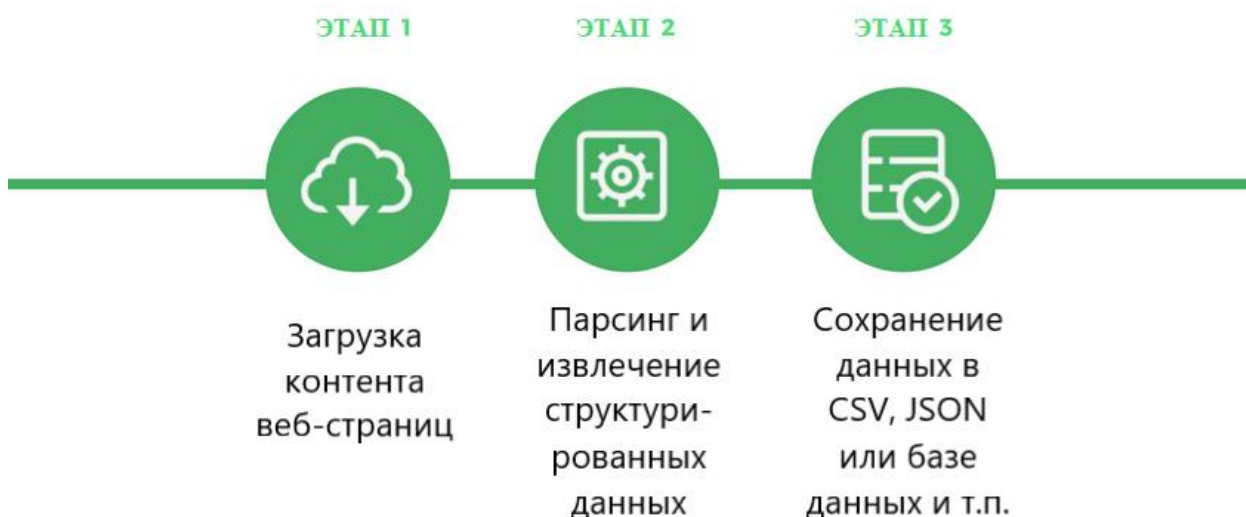 ЭТАП 1
ЭТАП 2
ЭТАП 3
Загрузка
контента
веб-страниц
Парсинг и
извлечение
структури-
рованных
данных
Сохранение
данных в
CSV, JSON
или базе
данных и т.п.